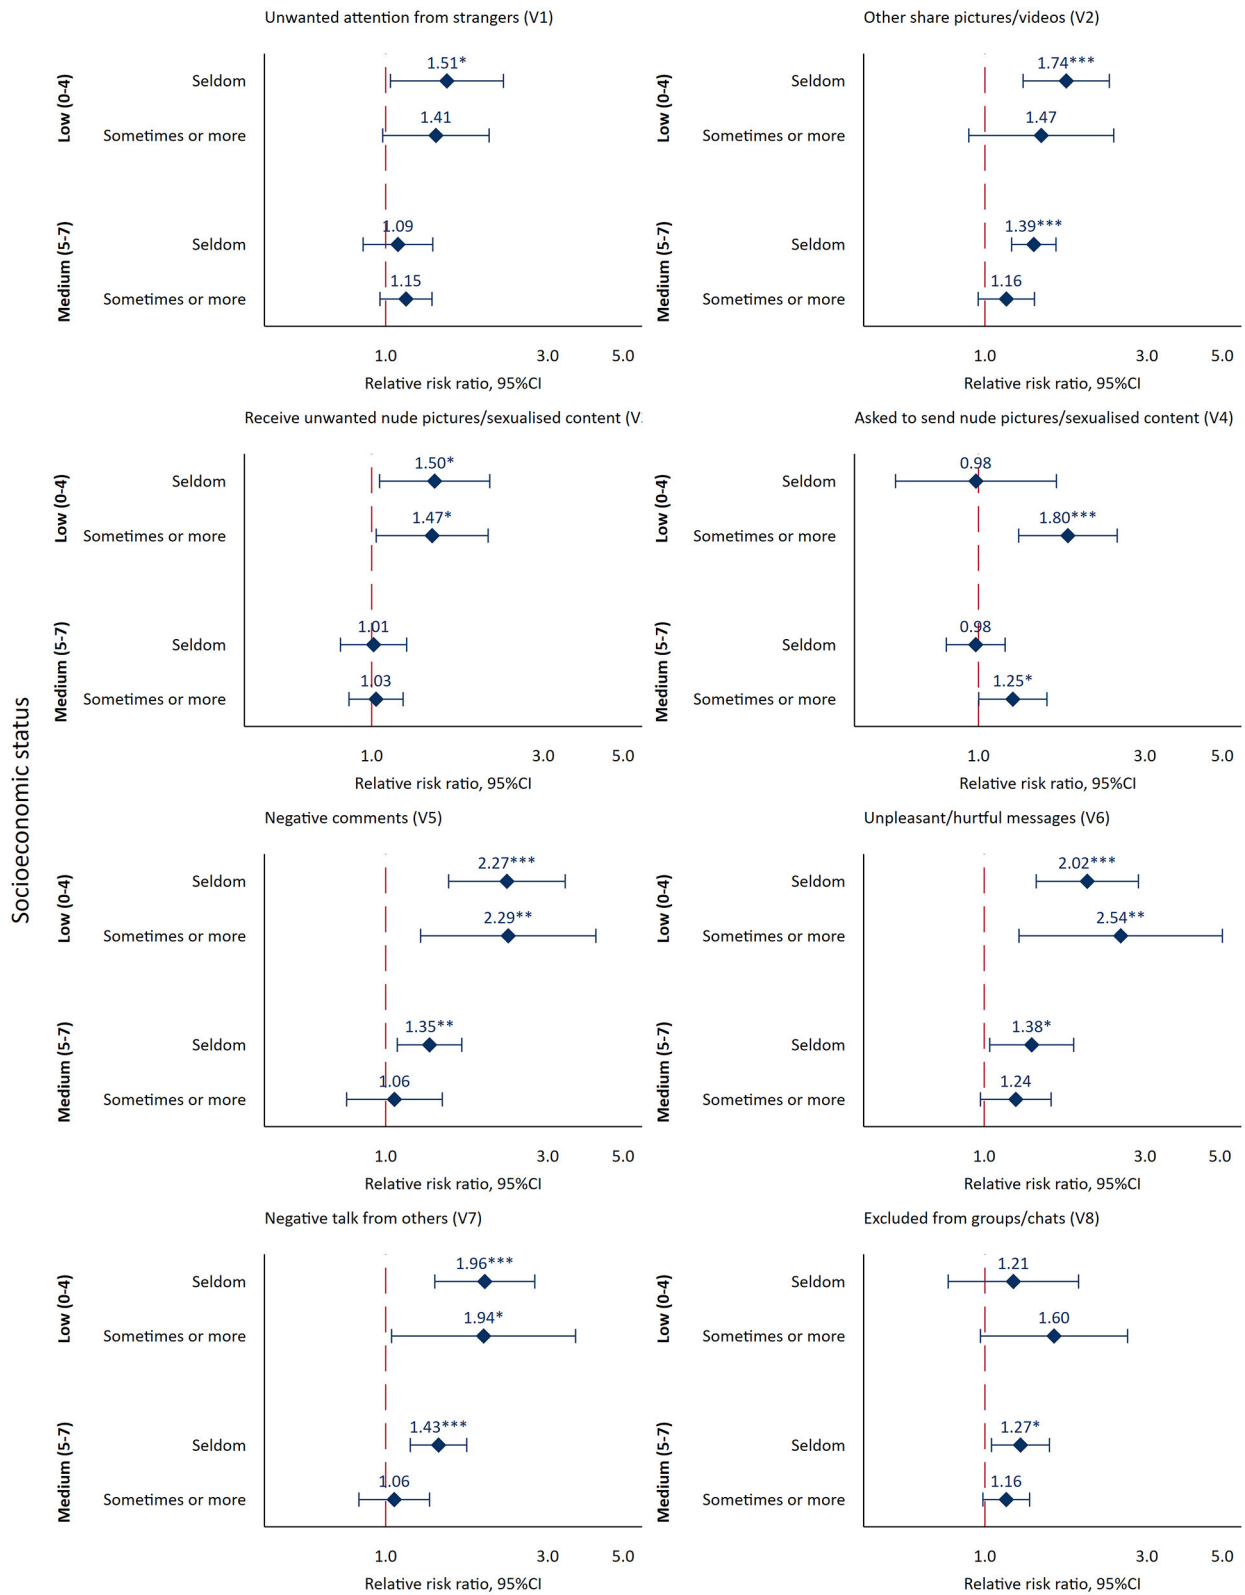 Socioeconomic status
Unwanted attention from strangers (V1)
Low (0-4)
Seldom
1.51*
Sometimes or more
1.41
Medium (5-7)
Seldom
1.09
Sometimes or more
1.15
1.0 3.0 5.0
Relative risk ratio, 95%CI
Other share pictures/videos (V2)
Low (0-4)
Seldom
1.74***
Sometimes or more
1.47
Medium (5-7)
Seldom
1.39***
Sometimes or more
1.16
1.0 3.0 5.0
Relative risk ratio, 95%CI
Receive unwanted nude pictures/sexualised content (V
Low (0-4)
Seldom
1.50*
Sometimes or more
1.47*
Medium (5-7)
Seldom
1.01
Sometimes or more
1.03
1.0 3.0 5.0
Relative risk ratio, 95%CI
Asked to send nude pictures/sexualised content (V4)
Low (0-4)
Seldom
0.98
Sometimes or more
1.80***
Medium (5-7)
Seldom
0.98
Sometimes or more
1.25*
1.0 3.0 5.0
Relative risk ratio, 95%CI
Negative comments (V5)
Low (0-4)
Seldom
2.27***
Sometimes or more
2.29**
Medium (5-7)
Seldom
1.35**
Sometimes or more
1.06
1.0 3.0 5.0
Relative risk ratio, 95%CI
Unpleasant/hurtful messages (V6)
Low (0-4)
Seldom
2.02***
Sometimes or more
2.54**
Medium (5-7)
Seldom
1.38*
Sometimes or more
1.24
1.0 3.0 5.0
Relative risk ratio, 95%CI
Negative talk from others (V7)
Low (0-4)
Seldom
1.96***
Sometimes or more
1.94*
Medium (5-7)
Seldom
1.43***
Sometimes or more
1.06
1.0 3.0 5.0
Relative risk ratio, 95%CI
Excluded from groups/chats (V8)
Low (0-4)
Seldom
1.21
Sometimes or more
1.60
Medium (5-7)
Seldom
1.27*
Sometimes or more
1.16
1.0 3.0 5.0
Relative risk ratio, 95%CI